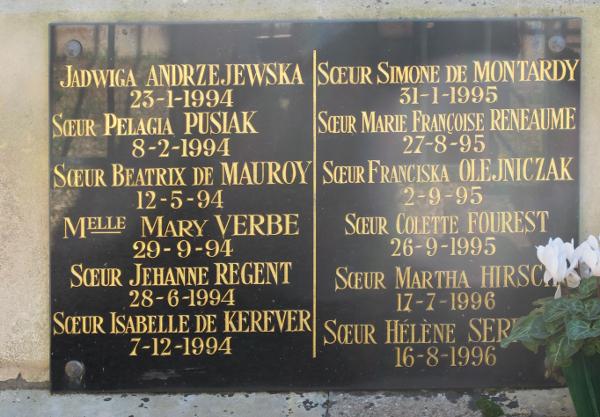 JADWIGA ANDRZEJEWSKA
23-1-1994
SŒUR PELAGIA PUSIAK
8-2-1994
SŒUR BEATRIX DE MAUROY
12-5-94
MELLE MARY VERBE
29-9-94
SŒUR JEHANNE REGENT
28-6-1994
SŒUR ISABELLE DE KEREVER
7-12-1994
SŒUR SIMONE DE MONTARDY
31-1-1995
SŒUR MARIE FRANÇOISE RENEAUME
27-8-95
SŒUR FRANCISKA OLEJNICZAK
2-9-95
SŒUR COLETTE FOUREST
26-9-1995
SŒUR MARTHA HIRSCH
17-7-1996
SŒUR HÉLÈNE
16-8-1996